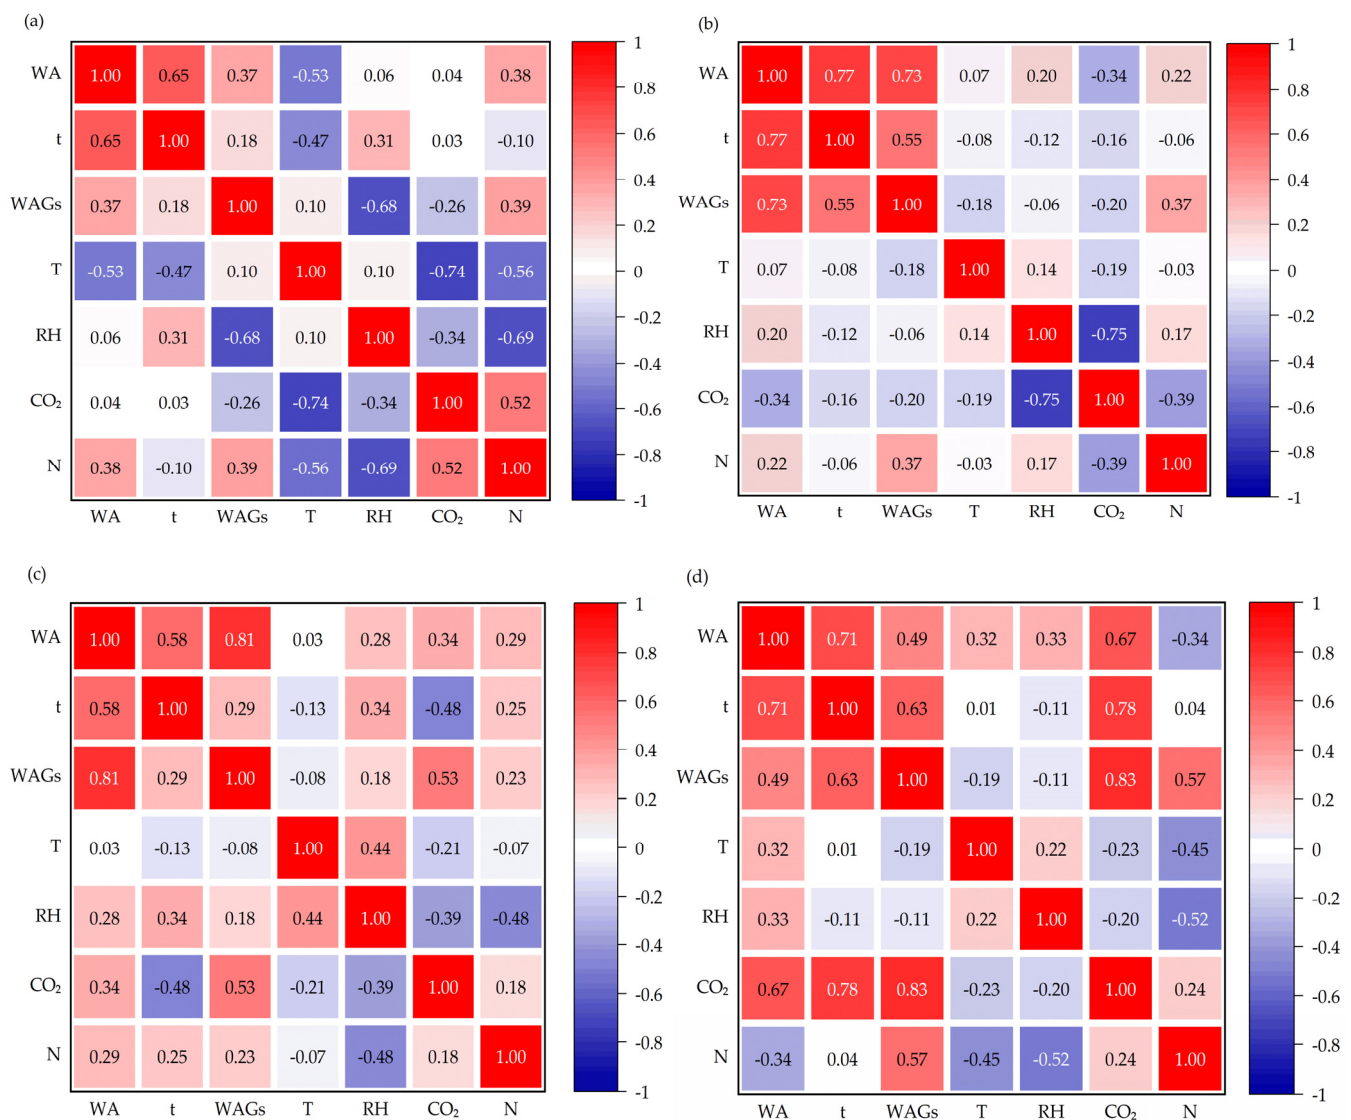 (a)
WA 1.00 0.65 0.37 -0.53 0.06 0.04 0.38
t 0.65 1.00 0.18 -0.47 0.31 0.03 -0.10
WAGs 0.37 0.18 1.00 0.10 -0.68 -0.26 0.39
T -0.53 -0.47 0.10 1.00 0.10 -0.74 -0.56
RH 0.06 0.31 -0.68 0.10 1.00 -0.34 -0.69
CO₂ 0.04 0.03 -0.26 -0.74 -0.34 1.00 0.52
N 0.38 -0.10 0.39 -0.56 -0.69 0.52 1.00
WA t WAGs T RH CO₂ N
1
0.8
0.6
0.4
0.2
0
-0.2
-0.4
-0.6
-0.8
-1
(b)
WA 1.00 0.77 0.73 0.07 0.20 -0.34 0.22
t 0.77 1.00 0.55 -0.08 -0.12 -0.16 -0.06
WAGs 0.73 0.55 1.00 -0.18 -0.06 -0.20 0.37
T 0.07 -0.08 -0.18 1.00 0.14 -0.19 -0.03
RH 0.20 -0.12 -0.06 0.14 1.00 -0.75 0.17
CO₂ -0.34 -0.16 -0.20 -0.19 -0.75 1.00 -0.39
N 0.22 -0.06 0.37 -0.03 0.17 -0.39 1.00
WA t WAGs T RH CO₂ N
1
0.8
0.6
0.4
0.2
0
-0.2
-0.4
-0.6
-0.8
-1
(c)
WA 1.00 0.58 0.81 0.03 0.28 0.34 0.29
t 0.58 1.00 0.29 -0.13 0.34 -0.48 0.25
WAGs 0.81 0.29 1.00 -0.08 0.18 0.53 0.23
T 0.03 -0.13 -0.08 1.00 0.44 -0.21 -0.07
RH 0.28 0.34 0.18 0.44 1.00 -0.39 -0.48
CO₂ 0.34 -0.48 0.53 -0.21 -0.39 1.00 0.18
N 0.29 0.25 0.23 -0.07 -0.48 0.18 1.00
WA t WAGs T RH CO₂ N
1
0.8
0.6
0.4
0.2
0
-0.2
-0.4
-0.6
-0.8
-1
(d)
WA 1.00 0.71 0.49 0.32 0.33 0.67 -0.34
t 0.71 1.00 0.63 0.01 -0.11 0.78 0.04
WAGs 0.49 0.63 1.00 -0.19 -0.11 0.83 0.57
T 0.32 0.01 -0.19 1.00 0.22 -0.23 -0.45
RH 0.33 -0.11 -0.11 0.22 1.00 -0.20 -0.52
CO₂ 0.67 0.78 0.83 -0.23 -0.20 1.00 0.24
N -0.34 0.04 0.57 -0.45 -0.52 0.24 1.00
WA t WAGs T RH CO₂ N
1
0.8
0.6
0.4
0.2
0
-0.2
-0.4
-0.6
-0.8
-1